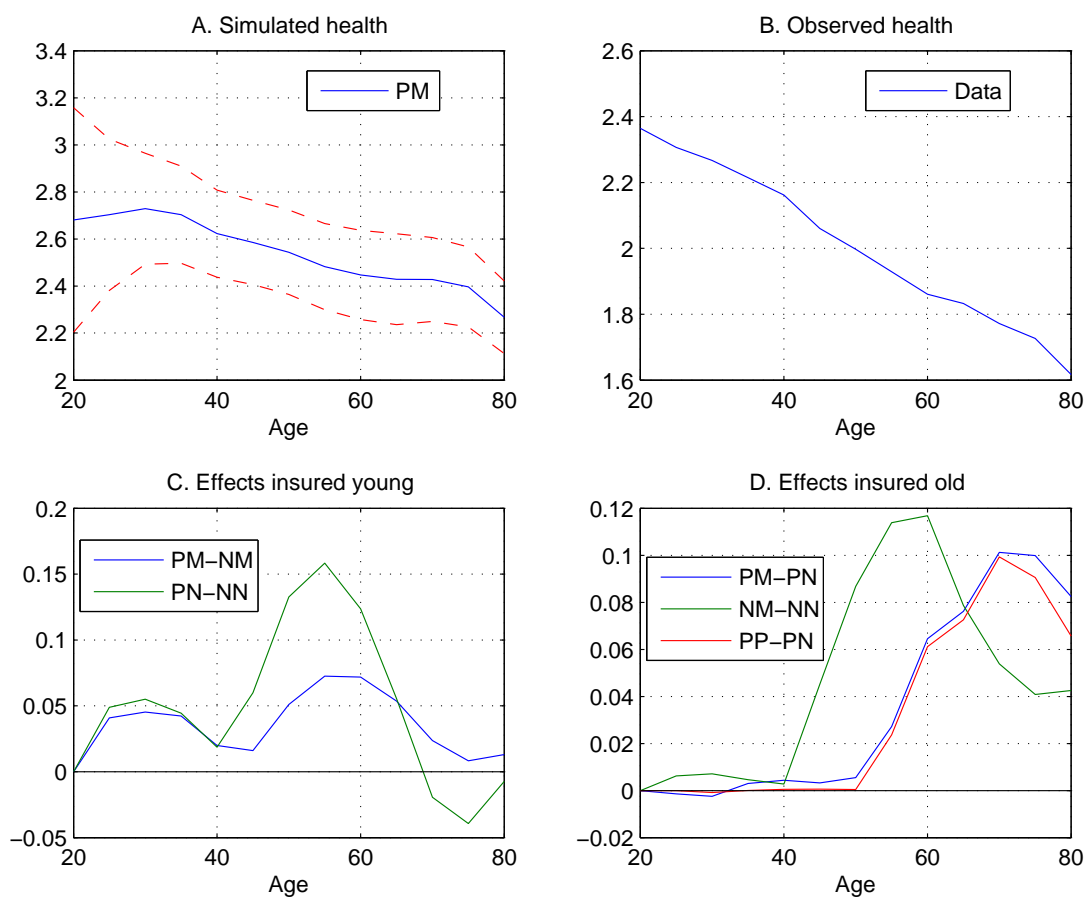 A. Simulated health
3.4
3.2
3
2.8
2.6
2.4
2.2
2
20
40
60
80
Age
PM
B. Observed health
2.6
2.4
2.2
2
1.8
1.6
20
40
60
80
Age
Data
C. Effects insured young
0.2
0.15
0.1
0.05
0
−0.05
20
40
60
80
Age
PM−NM
PN−NN
D. Effects insured old
0.12
0.1
0.08
0.06
0.04
0.02
0
−0.02
20
40
60
80
Age
PM−PN
NM−NN
PP−PN